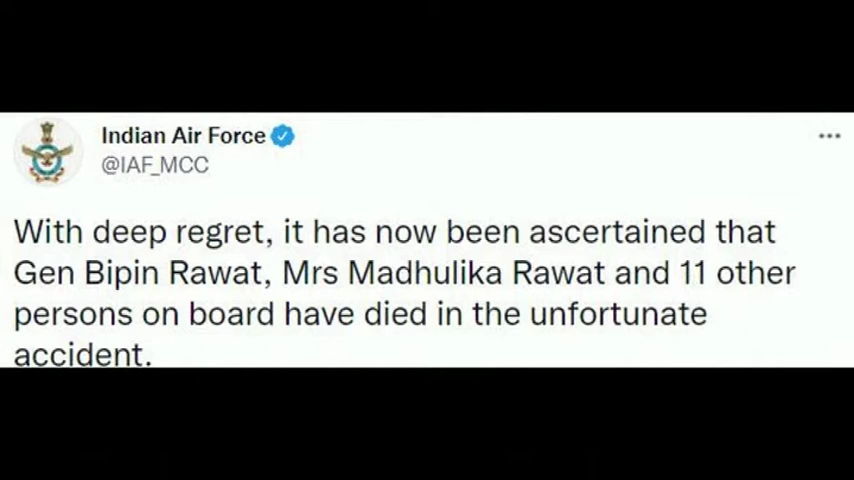 Indian Air Force
@IAF_MCC
With deep regret, it has now been ascertained that
Gen Bipin Rawat, Mrs Madhulika Rawat and 11 other
persons on board have died in the unfortunate
accident.